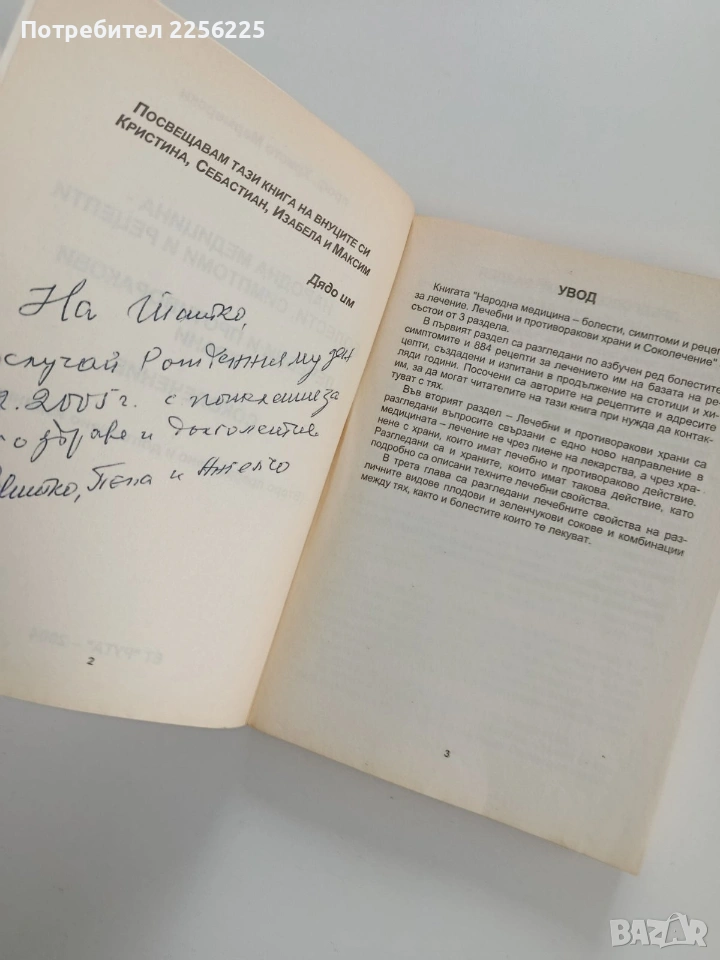 Потребител 2256225
ПОСВЕЩАВАМ ТАЗИ КНИГА НА ВНУЦИТЕ СИ
КРИСТИНА, СЕБАСТИАН, ИЗАБЕЛА И МАКСИМ
Дядо им
На
случай Рождения му ден
2005 г. с пожелание за
здраве и дълголетие
Пепа и Ангелчо
2
УВОД
Книгата "Народна медицина – болести, симптоми и рецеп
за лечение. Лечебни и противоракови храни и Соколечение"
състои от 3 раздела.
В първият раздел са разгледани по азбучен ред болестите
симптомите и 884 рецепти за лечението им на базата на ре
цепти, създадени и изпитани в продължение на стотици и хи
ляди години. Посочени са авторите на рецептите и адресите
им, за да могат читателите на тази книга при нужда да контак
туват с тях.
Във вторият раздел – Лечебни и противоракови храни са
разгледани въпросите свързани с едно ново направление в
медицината – лечение не чрез пиене на лекарства, а чрез хра-
нене с храни, които имат лечебно и противораково действие.
Разгледани са и храните, които имат такова действие, като
подробно са описани техните лечебни свойства.
В трета глава са разгледани лечебните свойства на раз-
личните видове плодови и зеленчукови сокове и комбинации
между тях, както и болестите които те лекуват.
3
BAZAR